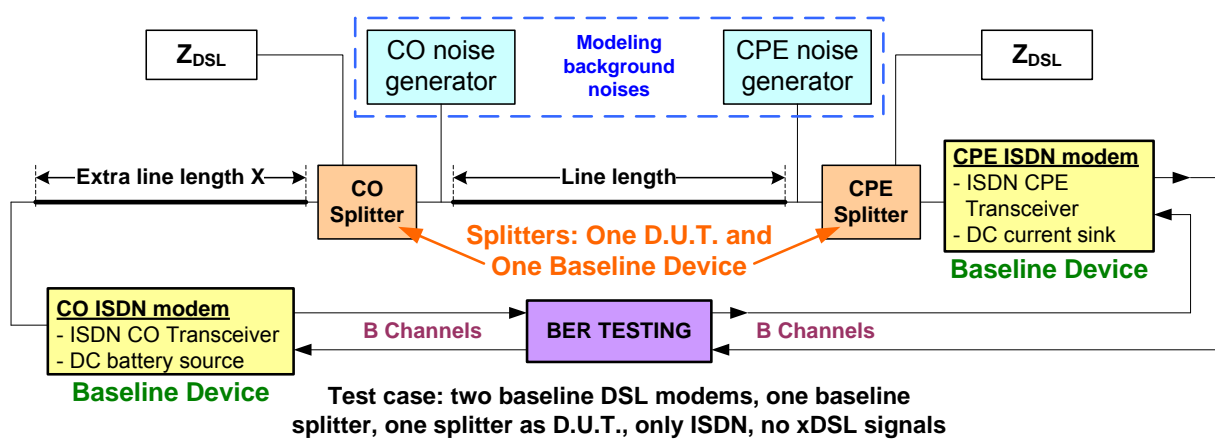 Z_DSL
CO noise
generator
Modeling
background
noises
CPE noise
generator
Z_DSL
Extra line length X
CO
Splitter
Line length
CPE
Splitter
CPE ISDN modem
- ISDN CPE
Transceiver
- DC current sink
Baseline Device
Splitters: One D.U.T. and
One Baseline Device
CO ISDN modem
- ISDN CO Transceiver
- DC battery source
Baseline Device
B Channels
BER TESTING
B Channels
Test case: two baseline DSL modems, one baseline
splitter, one splitter as D.U.T., only ISDN, no xDSL signals